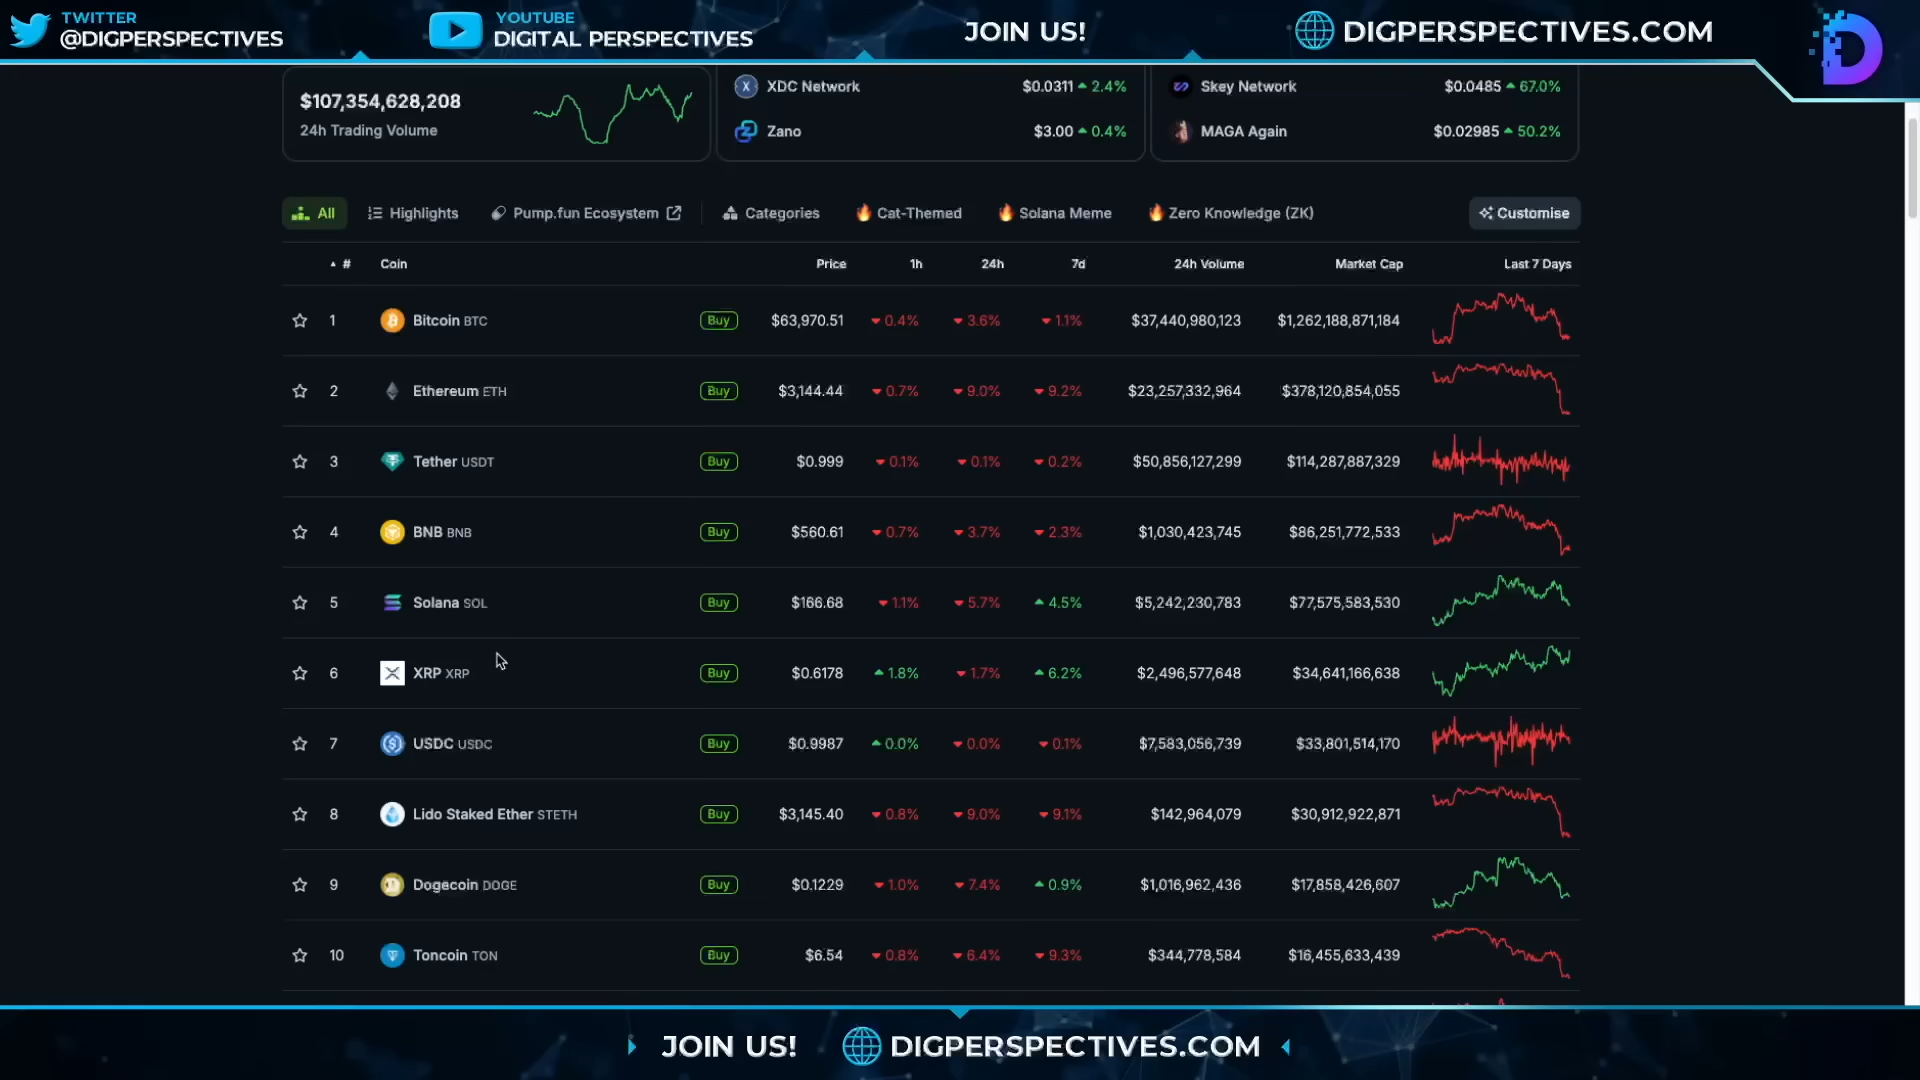 TWITTER
@DIGPERSPECTIVES
YOUTUBE
DIGITAL PERSPECTIVES
JOIN US!
DIGPERSPECTIVES.COM
$107,354,628,208
24h Trading Volume
XDC Network $0.0311 2.4%
Zano $3.00 0.4%
Skey Network $0.0485 67.0%
MAGA Again $0.02985 50.2%
All Highlights Pump.fun Ecosystem Categories Cat-Themed Solana Meme Zero Knowledge (ZK) Customise
# Coin Price 1h 24h 7d 24h Volume Market Cap Last 7 Days
1 Bitcoin BTC Buy $63,970.51 0.4% 3.6% 1.1% $37,440,980,123 $1,262,188,871,184
2 Ethereum ETH Buy $3,144.44 0.7% 9.0% 9.2% $23,257,332,964 $378,120,854,055
3 Tether USDT Buy $0.999 0.1% 0.1% 0.2% $50,856,127,299 $114,287,887,329
4 BNB BNB Buy $560.61 0.7% 3.7% 2.3% $1,030,423,745 $86,251,772,533
5 Solana SOL Buy $166.68 1.1% 5.7% 4.5% $5,242,230,783 $77,575,583,530
6 XRP XRP Buy $0.6178 1.8% 1.7% 6.2% $2,496,577,648 $34,641,166,638
7 USDC USDC Buy $0.9987 0.0% 0.0% 0.1% $7,583,056,739 $33,801,514,170
8 Lido Staked Ether STETH Buy $3,145.40 0.8% 9.0% 9.1% $142,964,079 $30,912,922,871
9 Dogecoin DOGE Buy $0.1229 1.0% 7.4% 0.9% $1,016,962,436 $17,858,426,607
10 Toncoin TON Buy $6.54 0.8% 6.4% 9.3% $344,778,584 $16,455,633,439
JOIN US! DIGPERSPECTIVES.COM